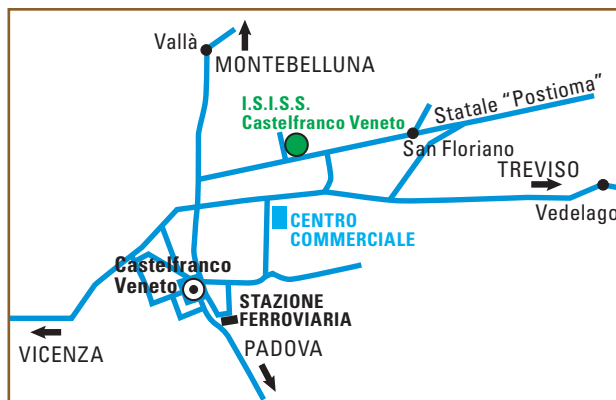 Vallà
MONTEBELLUNA
I.S.I.S.S.
Castelfranco Veneto
Statale “Postioma”
San Floriano
TREVISO
Vedelago
CENTRO
COMMERCIALE
Castelfranco
Veneto
STAZIONE
FERROVIARIA
VICENZA
PADOVA